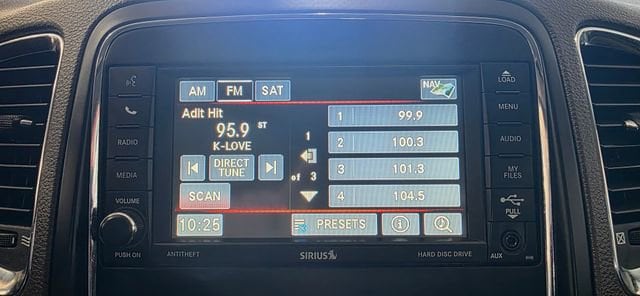 AM FM SAT NAV
Adlt Hit
95.9 ST
K-LOVE
DIRECT
TUNE
SCAN
1
of 3
1 99.9
2 100.3
3 101.3
4 104.5
10:25 PRESETS
RADIO
MEDIA
VOLUME
PUSH ON
LOAD
MENU
AUDIO
MY
FILES
PULL
AUX
ANTITHEFT SIRIUS HARD DISC DRIVE